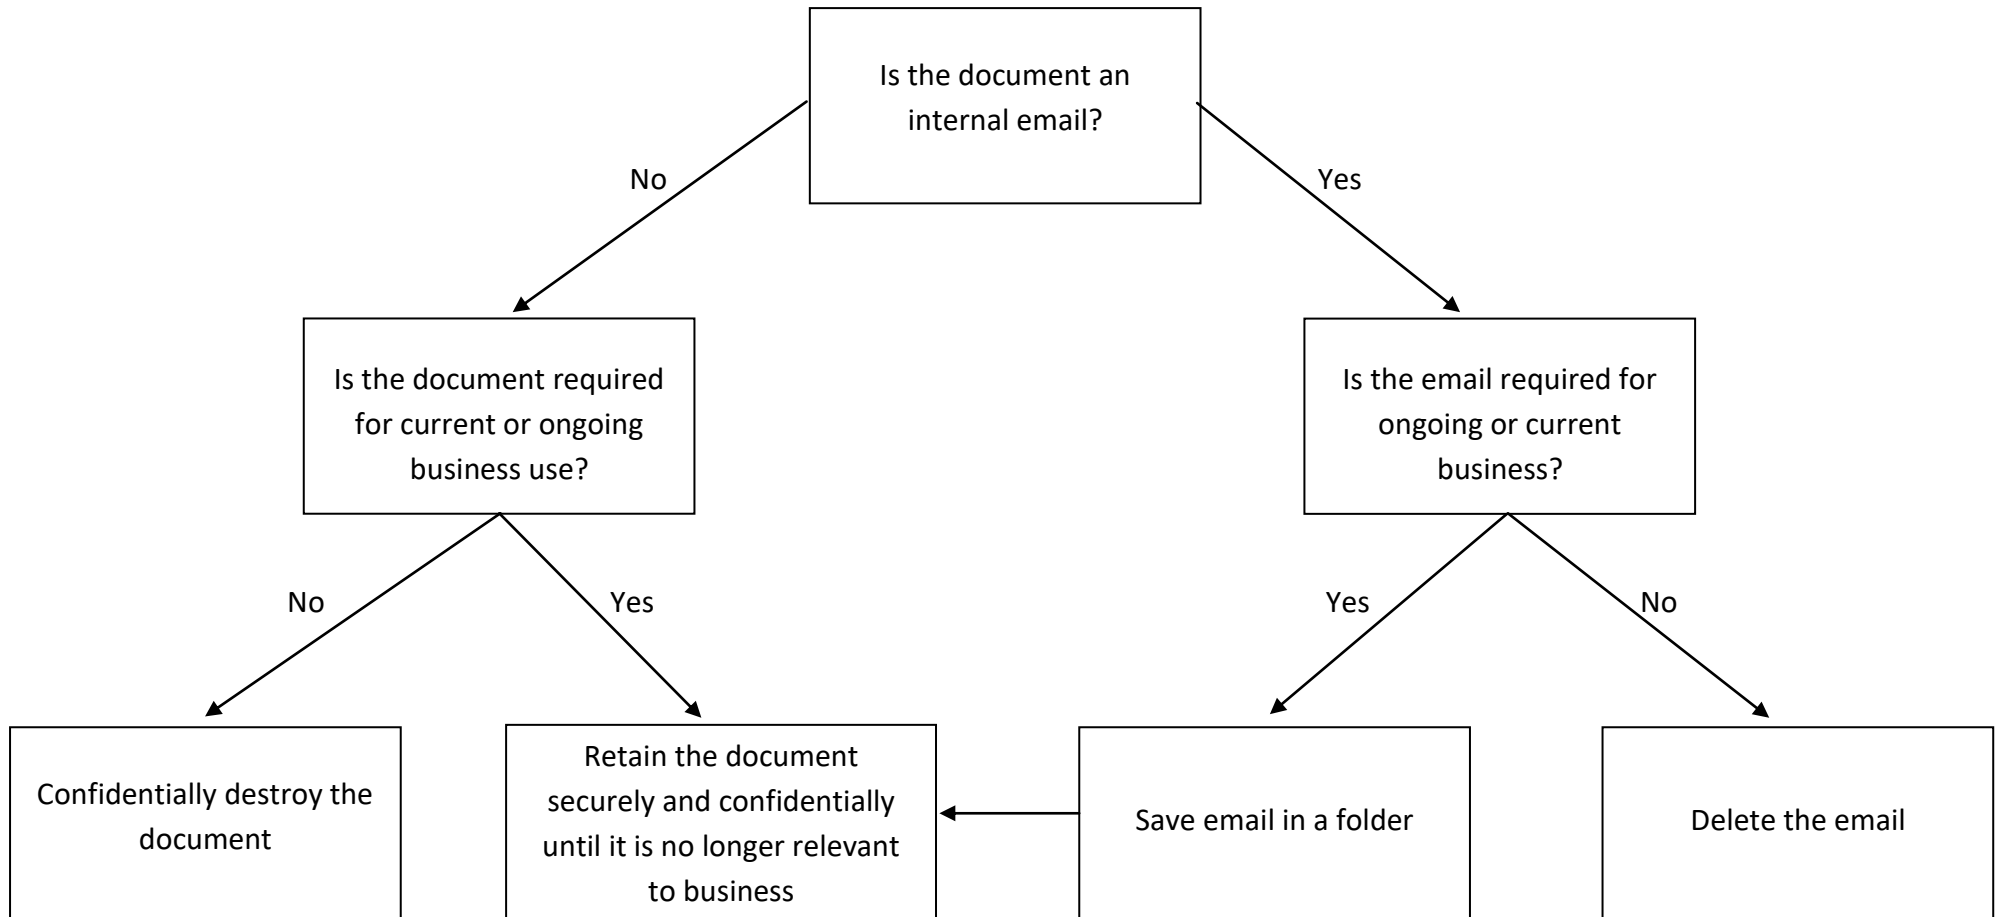 Is the document an
internal email?
No
Yes
Is the document required
for current or ongoing
business use?
Is the email required for
ongoing or current
business?
No
Yes
Yes
No
Confidentially destroy the
document
Retain the document
securely and confidentially
until it is no longer relevant
to business
Save email in a folder
Delete the email